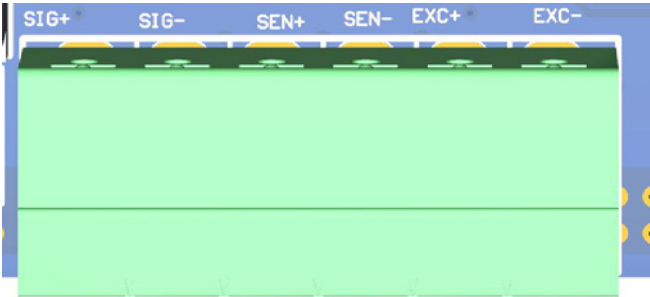 SIG+ SIG- SEN+ SEN- EXC+ EXC-